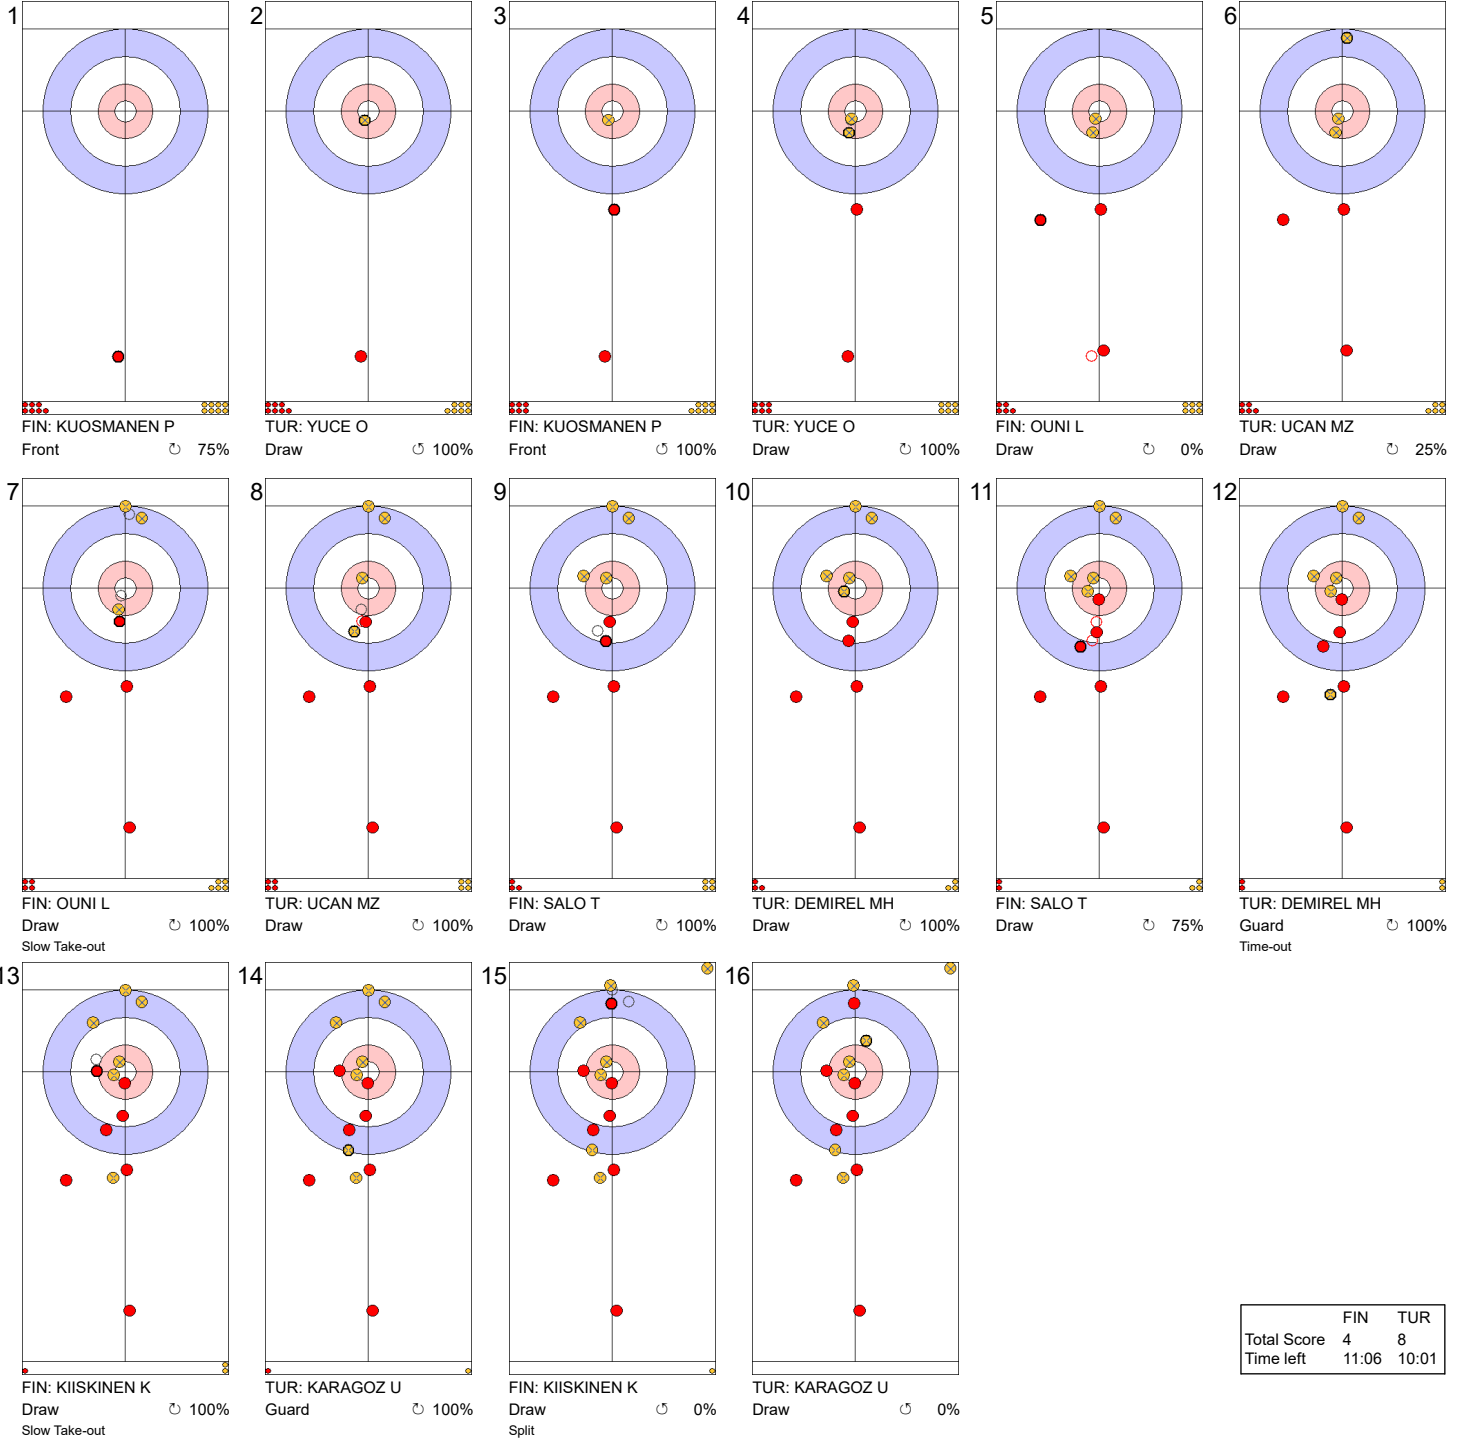 1
FIN: KUOSMANEN P
Front ↻ 75%
2
TUR: YUCE O
Draw ↺ 100%
3
FIN: KUOSMANEN P
Front ↺ 100%
4
TUR: YUCE O
Draw ↻ 100%
5
FIN: OUNI L
Draw ↻ 0%
6
TUR: UCAN MZ
Draw ↻ 25%
7
FIN: OUNI L
Draw ↻ 100%
Slow Take-out
8
TUR: UCAN MZ
Draw ↻ 100%
9
FIN: SALO T
Draw ↻ 100%
10
TUR: DEMIREL MH
Draw ↻ 100%
11
FIN: SALO T
Draw ↻ 75%
12
TUR: DEMIREL MH
Guard ↻ 100%
Time-out
13
FIN: KIISKINEN K
Draw ↻ 100%
Slow Take-out
14
TUR: KARAGOZ U
Guard ↻ 100%
15
FIN: KIISKINEN K
Draw ↺ 0%
Split
16
TUR: KARAGOZ U
Draw ↺ 0%
FIN TUR
Total Score 4 8
Time left 11:06 10:01